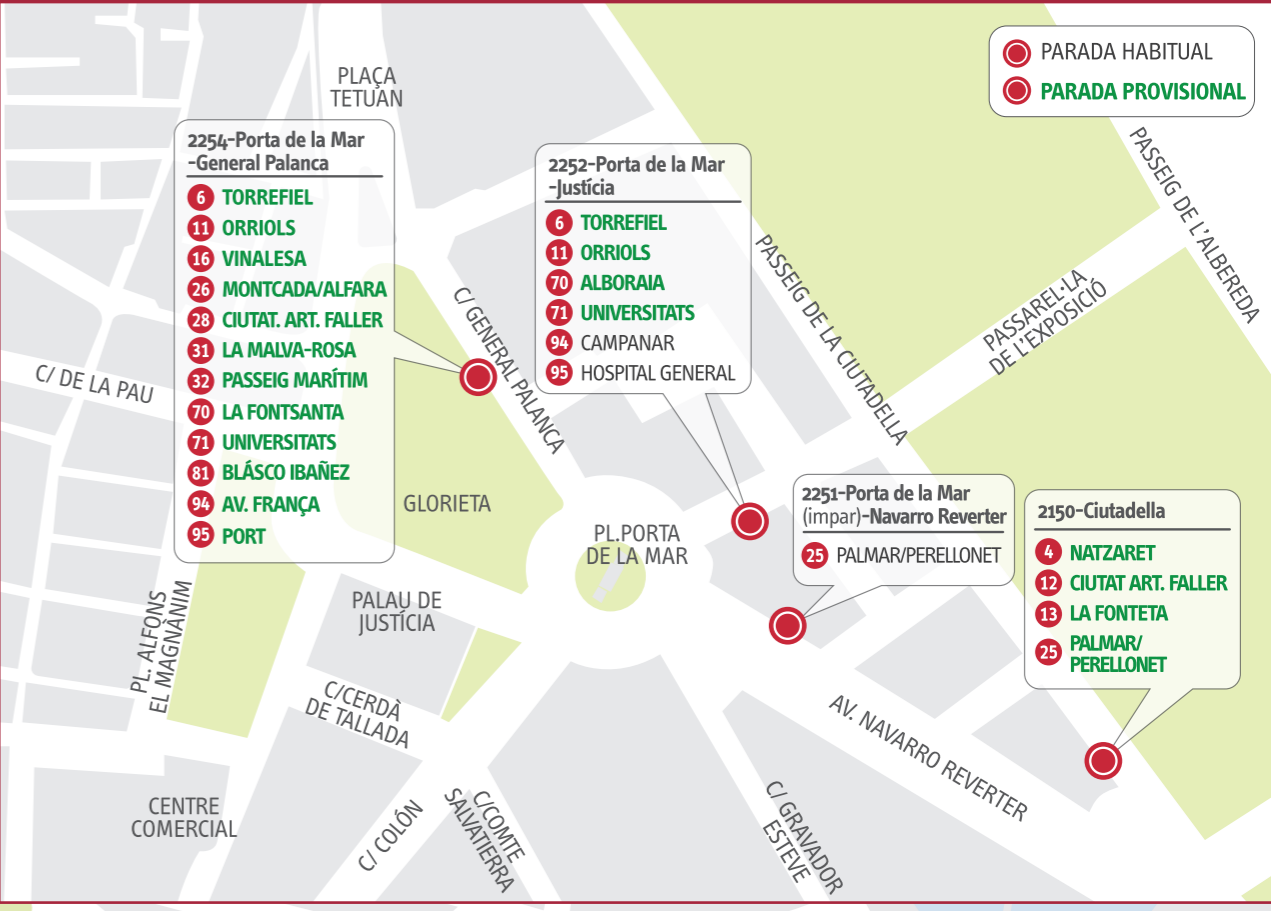 PARADA HABITUAL
PARADA PROVISIONAL
PLAÇA
TETUAN
2254-Porta de la Mar
-General Palanca
6 TORREFIEL
11 ORRIOLS
16 VINALESA
26 MONTCADA/ALFARA
28 CIUTAT. ART. FALLER
31 LA MALVA-ROSA
32 PASSEIG MARÍTIM
70 LA FONTSANTA
71 UNIVERSITATS
81 BLÁSCO IBAÑEZ
94 AV. FRANÇA
95 PORT
2252-Porta de la Mar
-Justícia
6 TORREFIEL
11 ORRIOLS
70 ALBORAIA
71 UNIVERSITATS
94 CAMPANAR
95 HOSPITAL GENERAL
PASSEIG DE L'ALBEREDA
PASSEIG DE LA CIUTADELLA
PASSAREL·LA
DE L'EXPOSICIÓ
C/ GENERAL PALANCA
C/ DE LA PAU
GLORIETA
PL.PORTA
DE LA MAR
2251-Porta de la Mar
(impar)-Navarro Reverter
25 PALMAR/PERELLONET
2150-Ciutadella
4 NATZARET
12 CIUTAT ART. FALLER
13 LA FONTETA
25 PALMAR/
PERELLONET
PALAU DE
JUSTÍCIA
PL. ALFONS
EL MAGNÀNIM
C/CERDÀ
DE TALLADA
AV. NAVARRO REVERTER
CENTRE
COMERCIAL
C/ COLÓN
C/COMTE
SALVATIERRA
C/ GRAVADOR
ESTEVE